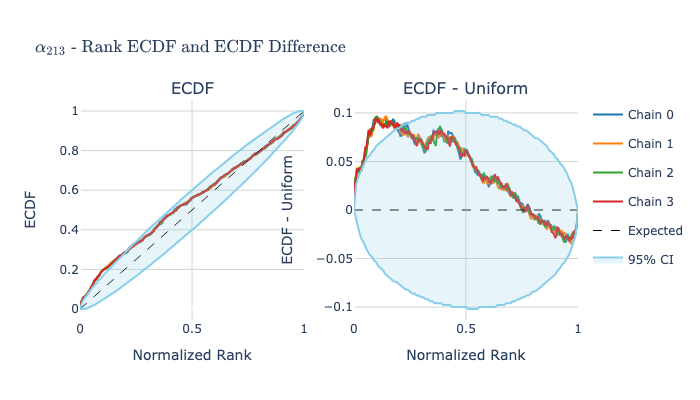 α213 - Rank ECDF and ECDF Difference
ECDF
ECDF - Uniform
ECDF
1
0.8
0.6
0.4
0.2
0
0
0.5
1
Normalized Rank
ECDF - Uniform
0.1
0.05
0
−0.05
−0.1
0
0.5
1
Normalized Rank
Chain 0
Chain 1
Chain 2
Chain 3
Expected
95% CI